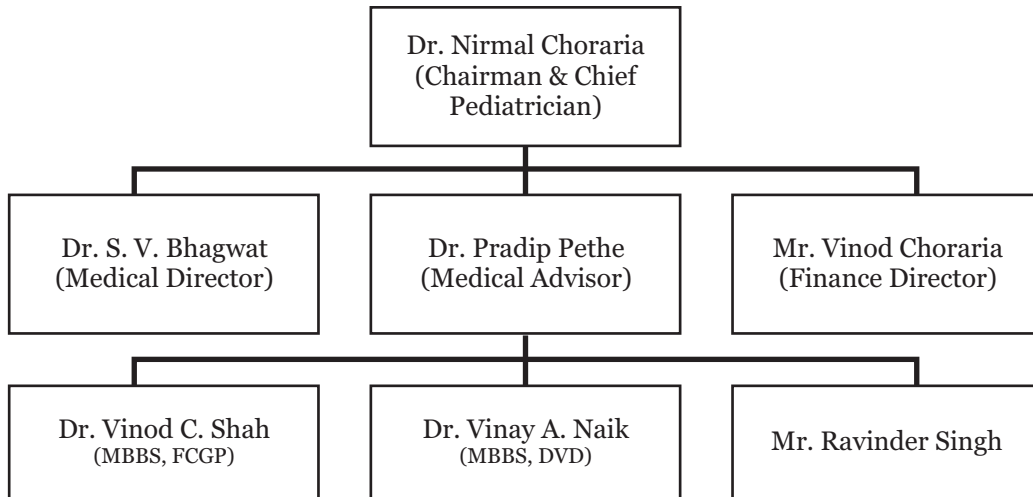 Dr. Nirmal Choraria
(Chairman & Chief
Pediatrician)
Dr. S. V. Bhagwat
(Medical Director)
Dr. Pradip Pethe
(Medical Advisor)
Mr. Vinod Choraria
(Finance Director)
Dr. Vinod C. Shah
(MBBS, FCGP)
Dr. Vinay A. Naik
(MBBS, DVD)
Mr. Ravinder Singh